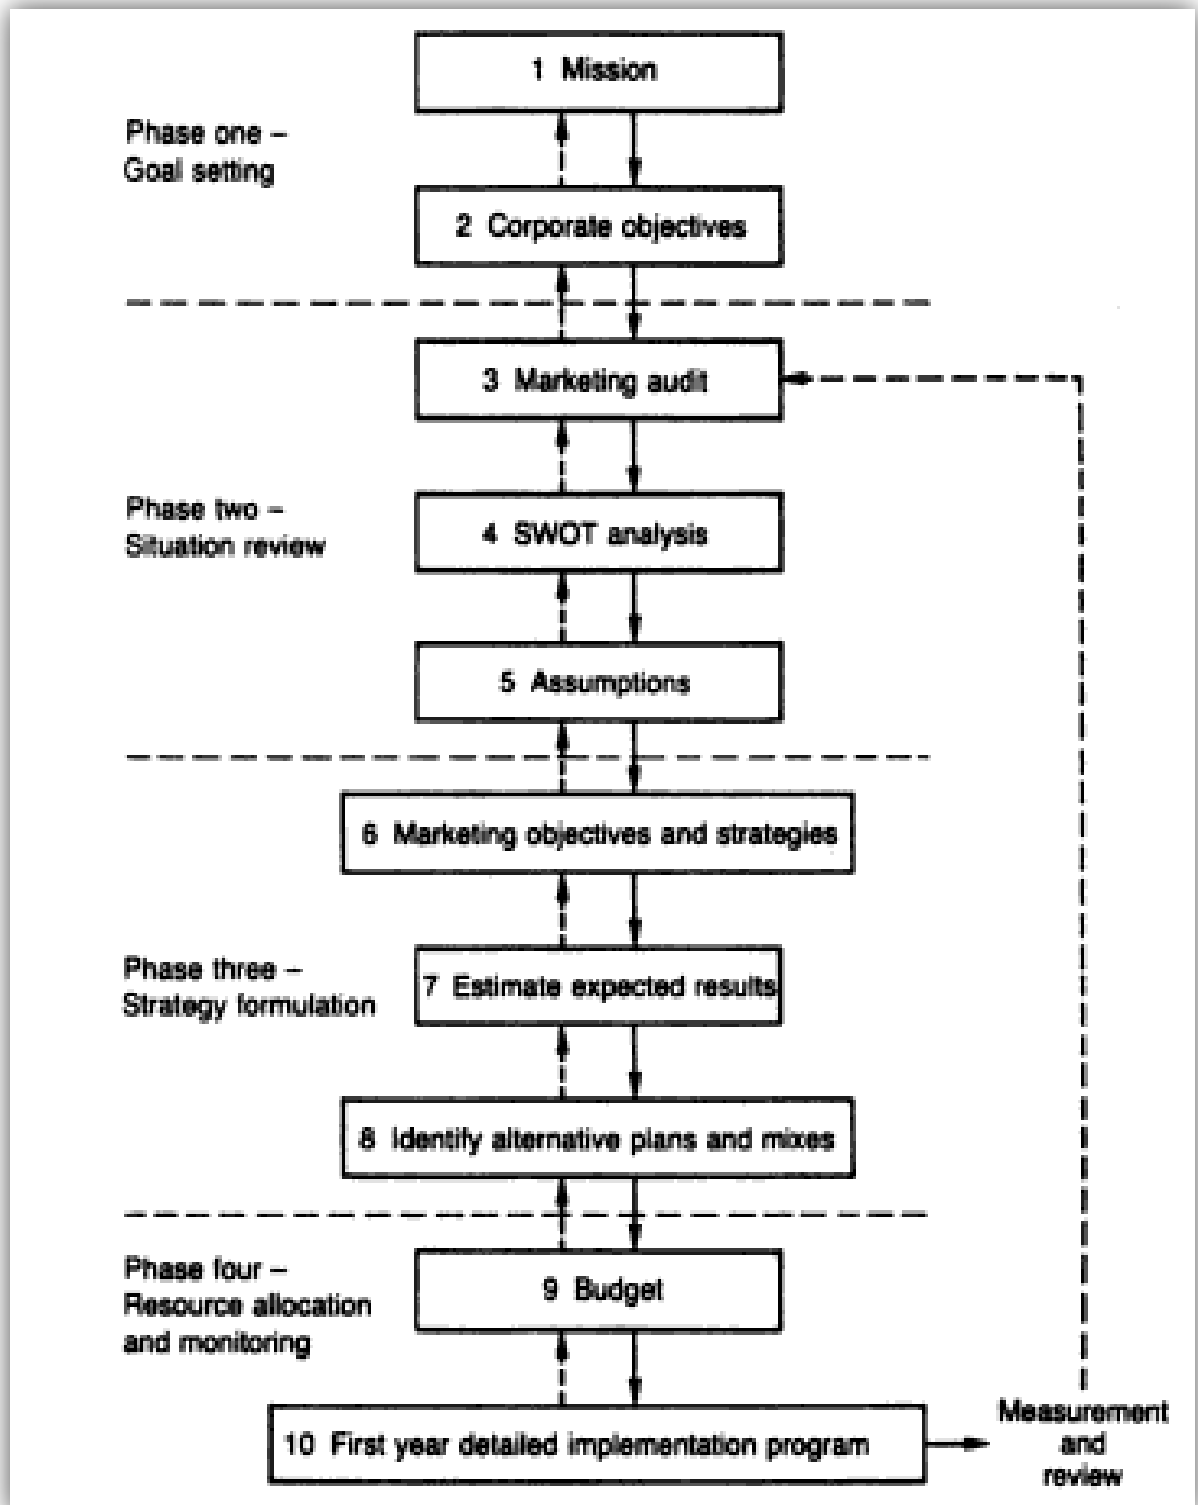 1 Mission
Phase one –
Goal setting
2 Corporate objectives
3 Marketing audit
Phase two –
Situation review
4 SWOT analysis
5 Assumptions
6 Marketing objectives and strategies
Phase three –
Strategy formulation
7 Estimate expected results
8 Identify alternative plans and mixes
Phase four –
Resource allocation
and monitoring
9 Budget
10 First year detailed implementation program
Measurement
and
review